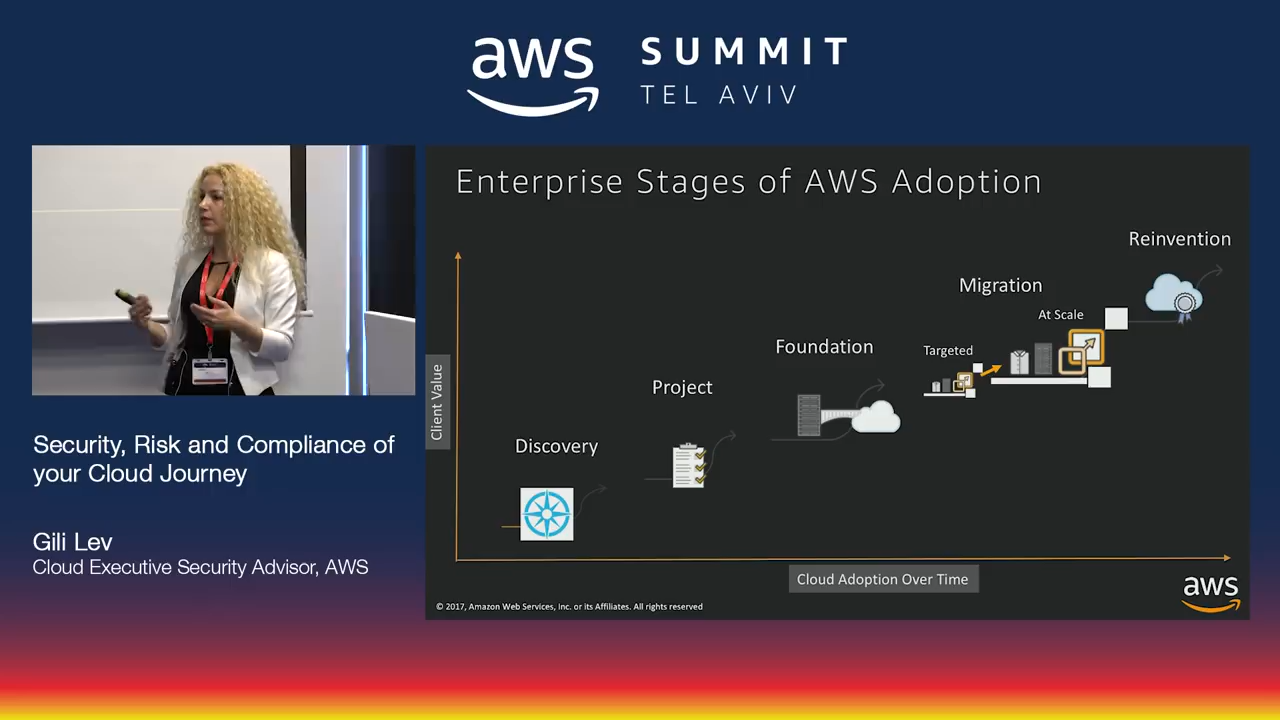 aws
SUMMIT
TEL AVIV
Enterprise Stages of AWS Adoption
Reinvention
Migration
At Scale
Targeted
Foundation
Project
Discovery
Client Value
Cloud Adoption Over Time
© 2017, Amazon Web Services, Inc. or its Affiliates. All rights reserved
aws
Security, Risk and Compliance of
your Cloud Journey
Gili Lev
Cloud Executive Security Advisor, AWS